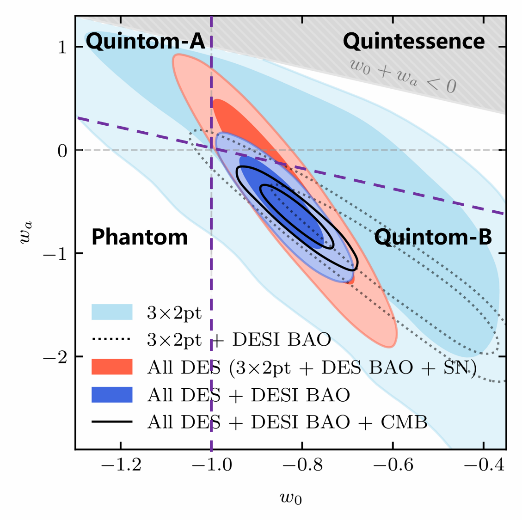 Quintom-A
Quintessence
w₀ + wₐ < 0
1
0
−1
−2
wₐ
Phantom
Quintom-B
3×2pt
3×2pt + DESI BAO
All DES (3×2pt + DES BAO + SN)
All DES + DESI BAO
All DES + DESI BAO + CMB
−1.2 −1.0 −0.8 −0.6 −0.4
w₀